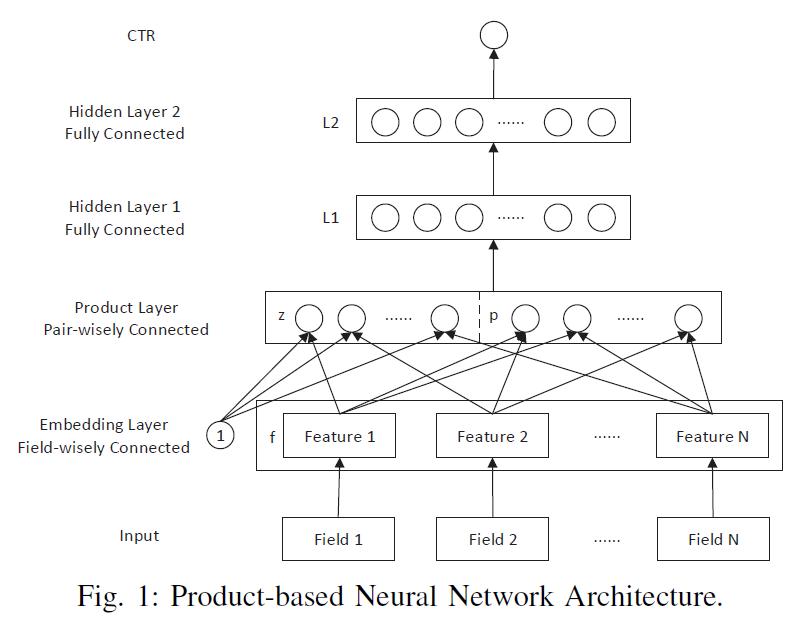 CTR
Hidden Layer 2
Fully Connected
L2
......
Hidden Layer 1
Fully Connected
L1
......
Product Layer
Pair-wisely Connected
z
......
p
......
Embedding Layer
Field-wisely Connected
1
f
Feature 1
Feature 2
......
Feature N
Input
Field 1
Field 2
......
Field N
Fig. 1: Product-based Neural Network Architecture.